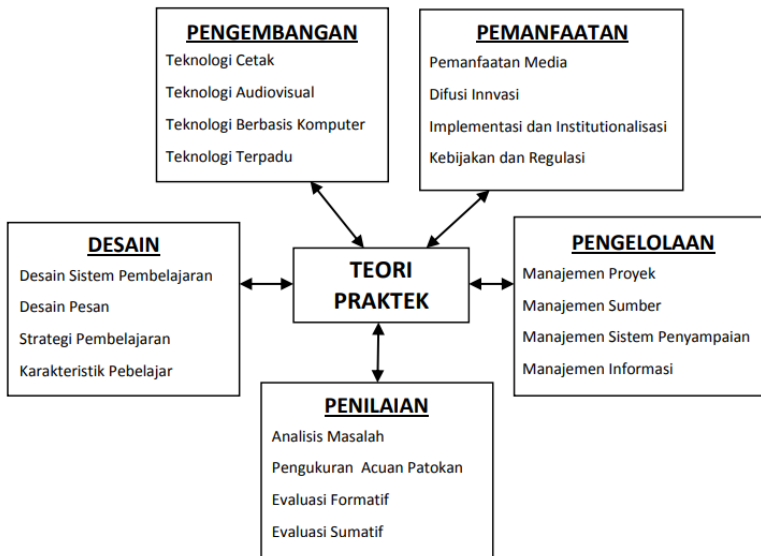 PENGEMBANGAN
Teknologi Cetak
Teknologi Audiovisual
Teknologi Berbasis Komputer
Teknologi Terpadu
PEMANFAATAN
Pemanfaatan Media
Difusi Innvasi
Implementasi dan Institutionalisasi
Kebijakan dan Regulasi
DESAIN
Desain Sistem Pembelajaran
Desain Pesan
Strategi Pembelajaran
Karakteristik Pebelajar
TEORI
PRAKTEK
PENGELOLAAN
Manajemen Proyek
Manajemen Sumber
Manajemen Sistem Penyampaian
Manajemen Informasi
PENILAIAN
Analisis Masalah
Pengukuran Acuan Patokan
Evaluasi Formatif
Evaluasi Sumatif